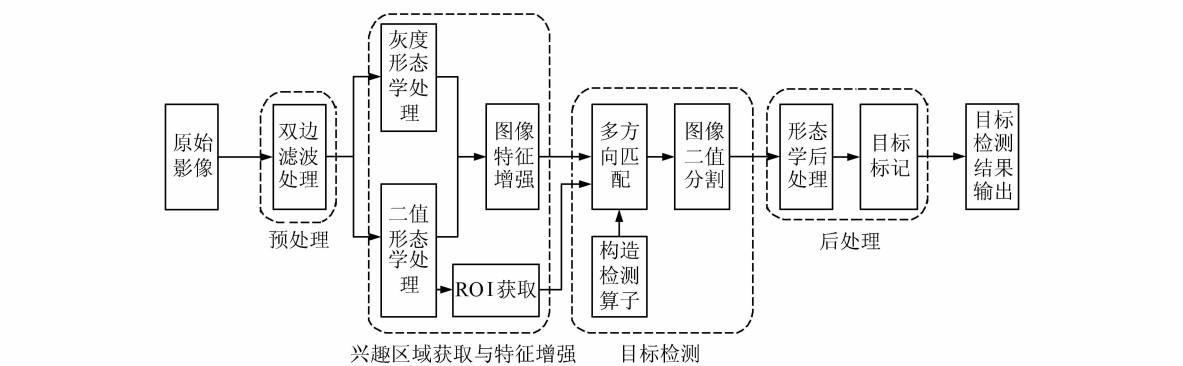 原始
影像
双边
滤波
处理
预处理
灰度
形态
学处
理
二值
形态
学处
理
ROI获取
图像
特征
增强
兴趣区域获取与特征增强
多方
向匹
配
构造
检测
算子
图像
二值
分割
目标检测
形态
学后
处理
目标
标记
后处理
目标
检测
结果
输出